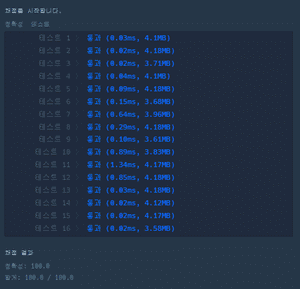 채점을 시작합니다.
정확성 테스트
테스트 1 통과 (0.03ms, 4.1MB)
테스트 2 통과 (0.02ms, 4.18MB)
테스트 3 통과 (0.02ms, 3.71MB)
테스트 4 통과 (0.04ms, 4.1MB)
테스트 5 통과 (0.09ms, 4.18MB)
테스트 6 통과 (0.15ms, 3.68MB)
테스트 7 통과 (0.64ms, 3.96MB)
테스트 8 통과 (0.29ms, 4.18MB)
테스트 9 통과 (0.10ms, 3.61MB)
테스트 10 통과 (0.89ms, 3.83MB)
테스트 11 통과 (1.34ms, 4.17MB)
테스트 12 통과 (0.85ms, 4.18MB)
테스트 13 통과 (0.03ms, 4.18MB)
테스트 14 통과 (0.02ms, 4.12MB)
테스트 15 통과 (0.02ms, 4.17MB)
테스트 16 통과 (0.02ms, 3.58MB)
채점 결과
정확성: 100.0
합계: 100.0 / 100.0